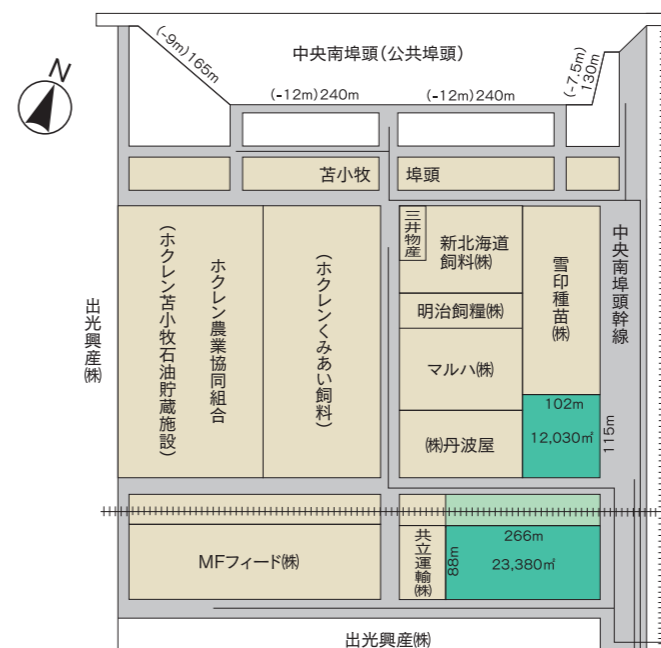 N
中央南埠頭(公共埠頭)
(-9m)165m
(-12m)240m
(-12m)240m
(-7.5m)
130m
苫小牧
埠頭
出光興産㈱
(ホクレン苫小牧石油貯蔵施設)
ホクレン農業協同組合
(ホクレンくみあい飼料)
三井物産
新北海道
飼料㈱
明治飼糧㈱
マルハ㈱
㈱丹波屋
雪印種苗㈱
中央南埠頭幹線
102m
12,030㎡
115m
MFフィード㈱
共立運輸㈱
88m
266m
23,380㎡
出光興産㈱